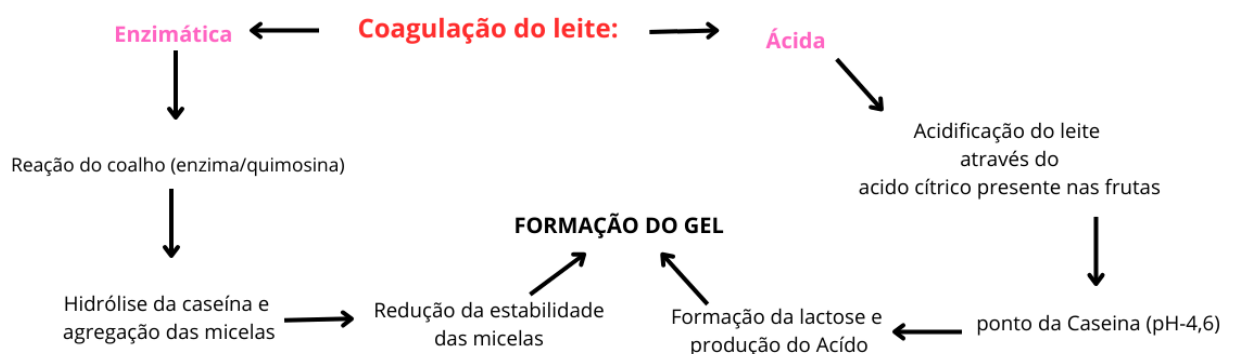 Coagulação do leite:
Enzimática
Ácida
Reação do coalho (enzima/quimosina)
Hidrólise da caseína e
agregação das micelas
Redução da estabilidade
das micelas
FORMAÇÃO DO GEL
Acidificação do leite
através do
acido cítrico presente nas frutas
ponto da Caseina (pH-4,6)
Formação da lactose e
produção do Acído